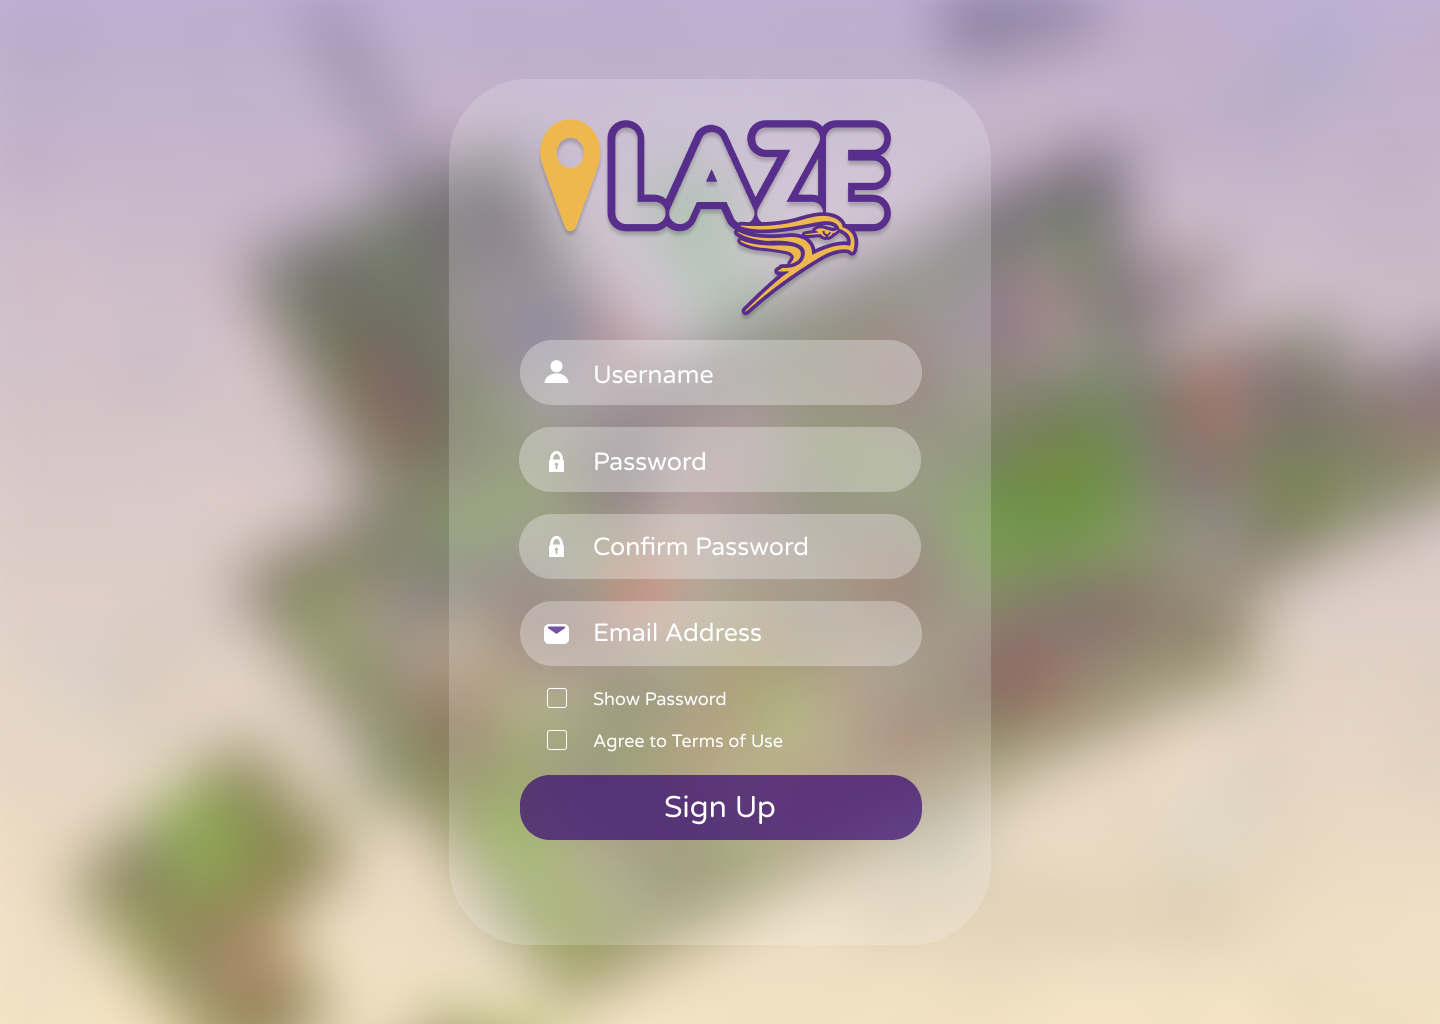 LAZE
Username
Password
Confirm Password
Email Address
Show Password
Agree to Terms of Use
Sign Up